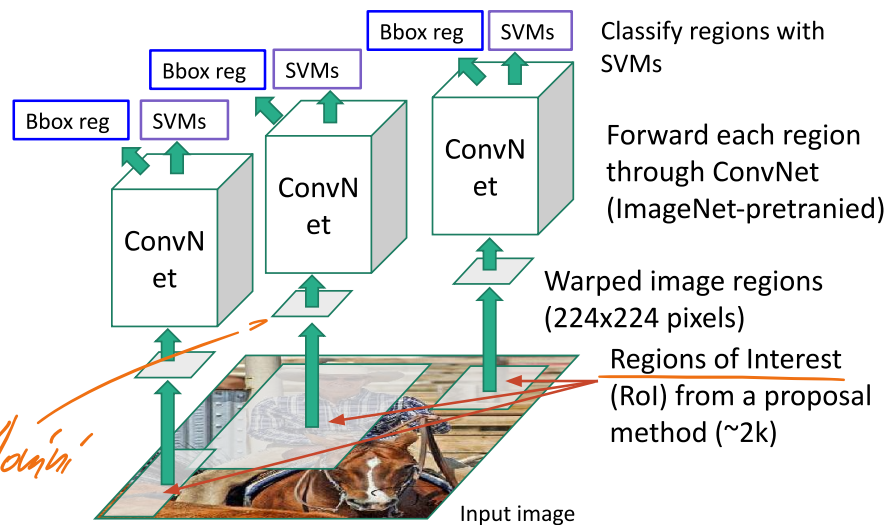 Bbox reg
SVMs
Classify regions with
SVMs
Bbox reg
SVMs
Bbox reg
SVMs
ConvN
et
ConvN
et
ConvN
et
Forward each region
through ConvNet
(ImageNet-pretranied)
Warped image regions
(224x224 pixels)
Regions of Interest
(RoI) from a proposal
method (~2k)
Input image